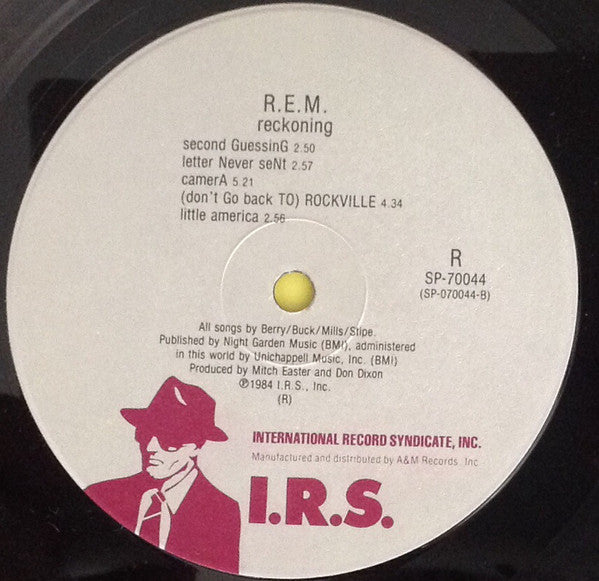 R.E.M.
reckoning
second GuessinG 2.50
letter Never seNt 2.57
camerA 5 21
(don't Go back TO) ROCKVILLE 4.34
little america 2.56
R
SP-70044
(SP-070044-B)
All songs by Berry/Buck/Mills/Stipe.
Published by Night Garden Music (BMI), administered
in this world by Unichappell Music, Inc. (BMI)
Produced by Mitch Easter and Don Dixon
℗1984 I.R.S., Inc.
(R)
INTERNATIONAL RECORD SYNDICATE, INC.
Manufactured and distributed by A&M Records, Inc
I.R.S.